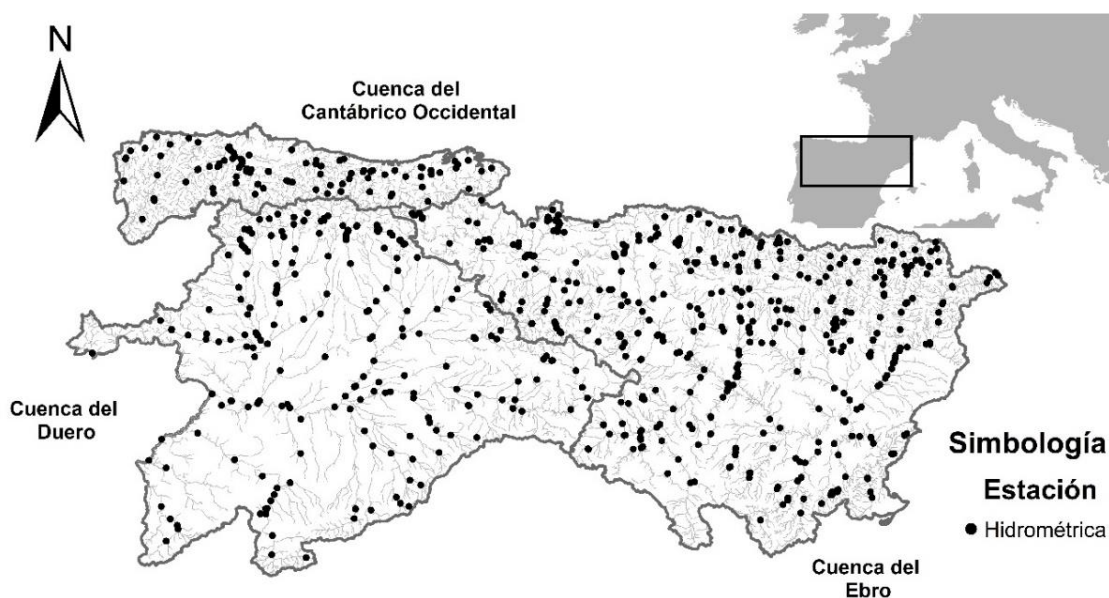 N
Cuenca del
Cantábrico Occidental
Cuenca del
Duero
Simbología
Estación
Hidrométrica
Cuenca del
Ebro